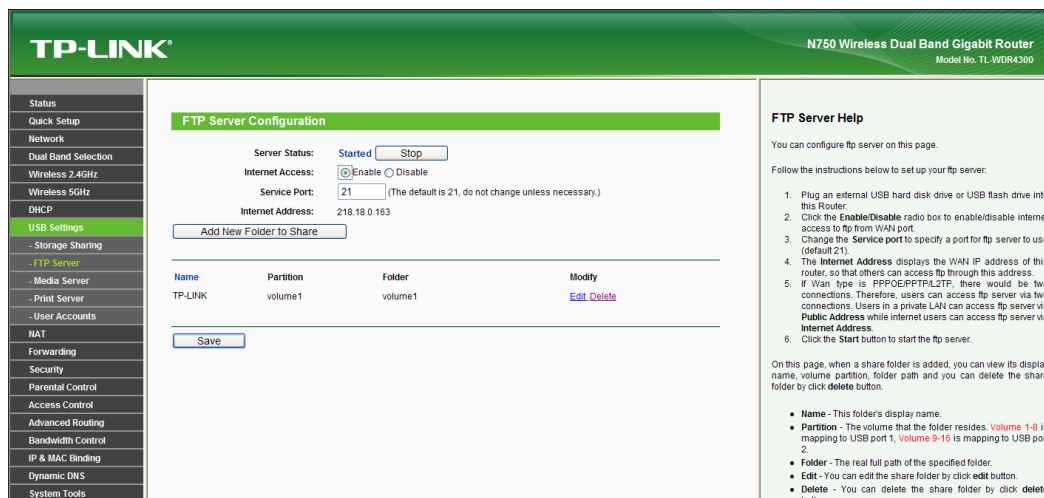 TP-LINK®
N750 Wireless Dual Band Gigabit Router
Model No. TL-WDR4300
Status
Quick Setup
Network
Dual Band Selection
Wireless 2.4GHz
Wireless 5GHz
DHCP
USB Settings
- Storage Sharing
- FTP Server
- Media Server
- Print Server
- User Accounts
NAT
Forwarding
Security
Parental Control
Access Control
Advanced Routing
Bandwidth Control
IP & MAC Binding
Dynamic DNS
System Tools
FTP Server Configuration
Server Status: Started Stop
Internet Access: Enable Disable
Service Port: 21 (The default is 21, do not change unless necessary.)
Internet Address: 218.18.0.163
Add New Folder to Share
Name Partition Folder Modify
TP-LINK volume1 volume1 Edit Delete
Save
FTP Server Help
You can configure ftp server on this page.
Follow the instructions below to set up your ftp server:
1. Plug an external USB hard disk drive or USB flash drive
this Router.
2. Click the Enable/Disable radio box to enable/disable
access to ftp from WAN port.
3. Change the Service port to specify a port for ftp server to
(default 21).
4. The Internet Address displays the WAN IP address of
router, so that others can access ftp through this address.
5. If Wan type is PPPOE/PPTP/L2TP, there would be
connections. Therefore, users can access ftp server via
connections. Users in a private LAN can access ftp server
Public Address while internet users can access ftp server
Internet Address.
6. Click the Start button to start the ftp server.
On this page, when a share folder is added, you can view its
name, volume partition, folder path and you can delete the
folder by click delete button.
• Name - This folder's display name.
• Partition - The volume that the folder resides. Volume 1-8
mapping to USB port 1, Volume 9-16 is mapping to USB
2.
• Folder - The real full path of the specified folder.
• Edit - You can edit the share folder by click edit button.
• Delete - You can delete the share folder by click